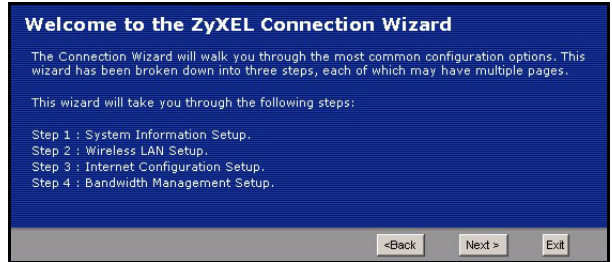 Welcome to the ZyXEL Connection Wizard
The Connection Wizard will walk you through the most common configuration options. This
wizard has been broken down into three steps, each of which may have multiple pages.
This wizard will take you through the following steps:
Step 1 : System Information Setup.
Step 2 : Wireless LAN Setup.
Step 3 : Internet Configuration Setup.
Step 4 : Bandwidth Management Setup.
<Back Next > Exit